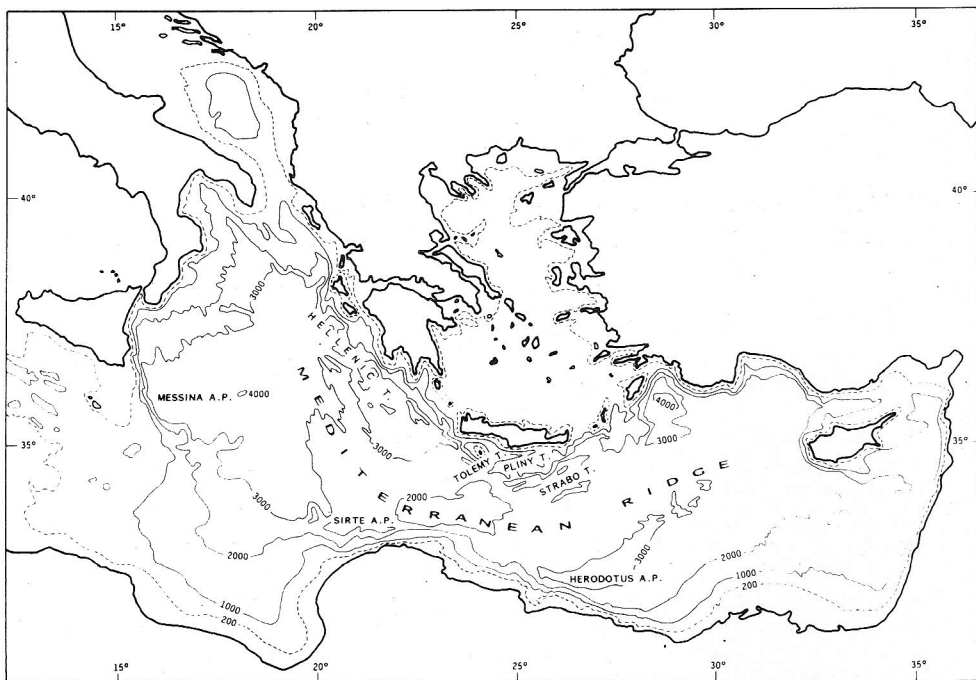 15° 20° 25° 30° 35°
40° 40°
3000
HELLENIC T.
MESSINA A.P. 4000
4000
3000
35° 35°
3000
TOLEMY T. PLINY T.
STRABO T.
MEDITERRANEAN RIDGE
3000
2000
SIRTE A.P.
2000
3000
HERODOTUS A.P.
2000
1000
200
1000
200
15° 20° 25° 30° 35°